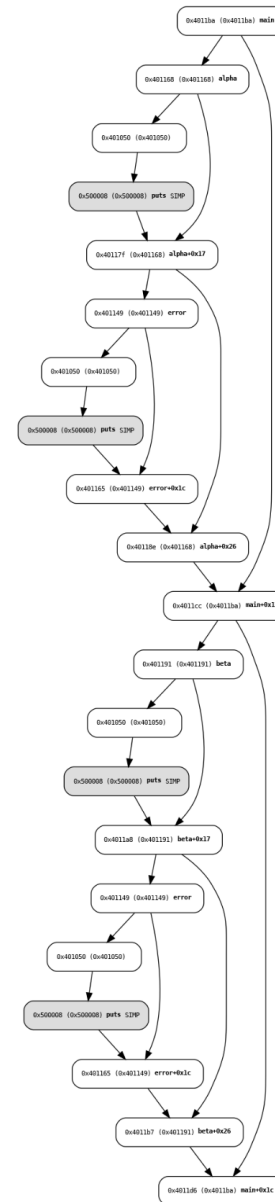 0x4011ba (0x4011ba) main
0x401168 (0x401168) alpha
0x401050 (0x401050)
0x500008 (0x500008) puts SIMP
0x40117f (0x401168) alpha+0x17
0x401149 (0x401149) error
0x401050 (0x401050)
0x500008 (0x500008) puts SIMP
0x401165 (0x401149) error+0x1c
0x40118e (0x401168) alpha+0x26
0x4011cc (0x4011ba) main+0x1
0x401191 (0x401191) beta
0x401050 (0x401050)
0x500008 (0x500008) puts SIMP
0x4011a8 (0x401191) beta+0x17
0x401149 (0x401149) error
0x401050 (0x401050)
0x500008 (0x500008) puts SIMP
0x401165 (0x401149) error+0x1c
0x4011b7 (0x401191) beta+0x26
0x4011d6 (0x4011ba) main+0x1c